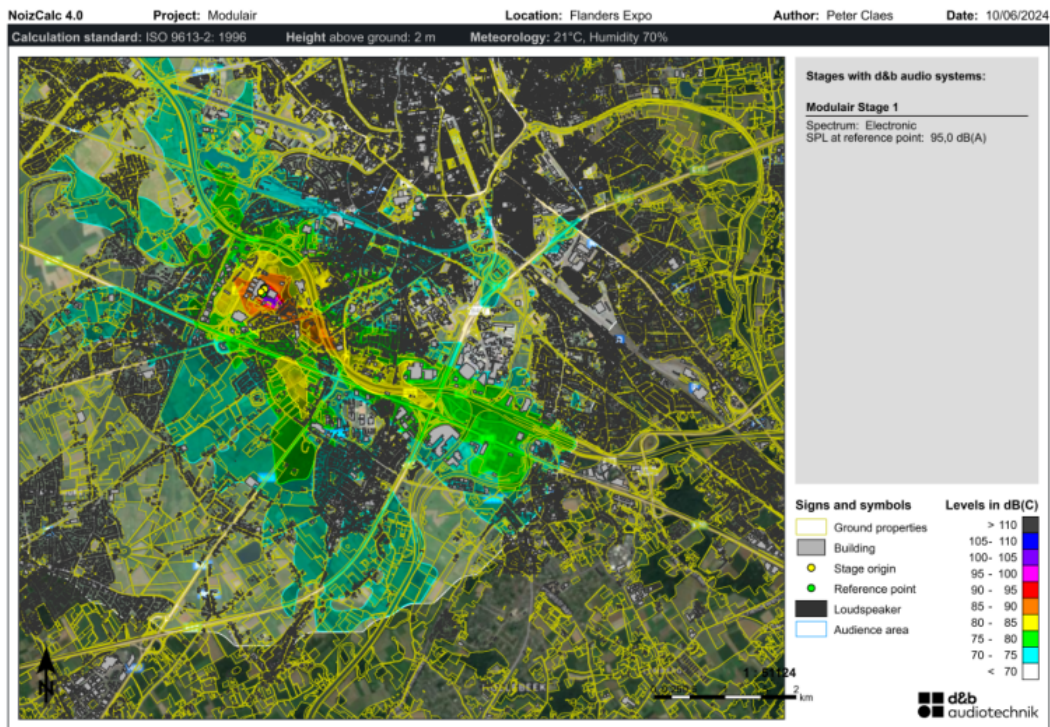 NoizCalc 4.0 Project: Modulair Location: Flanders Expo Author: Peter Claes Date: 10/06/2024
Calculation standard: ISO 9613-2: 1996 Height above ground: 2 m Meteorology: 21°C, Humidity 70%
Stages with d&b audio systems:
Modulair Stage 1
Spectrum: Electronic
SPL at reference point: 95,0 dB(A)
Signs and symbols
Ground properties
Building
Stage origin
Reference point
Loudspeaker
Audience area
Levels in dB(C)
> 110
105- 110
100- 105
95 - 100
90 - 95
85 - 90
80 - 85
75 - 80
70 - 75
< 70
N
2
km
d&b
audiotechnik